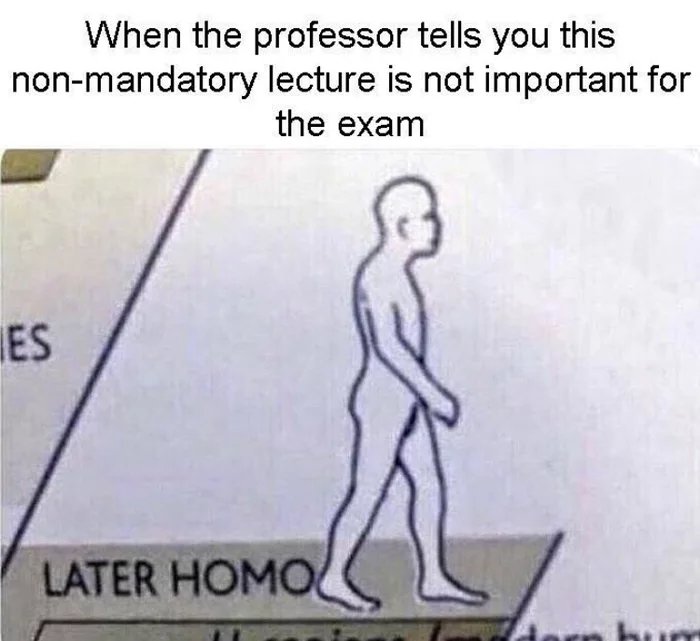 When the professor tells you this
non-mandatory lecture is not important for
the exam
ES
LATER HOMO